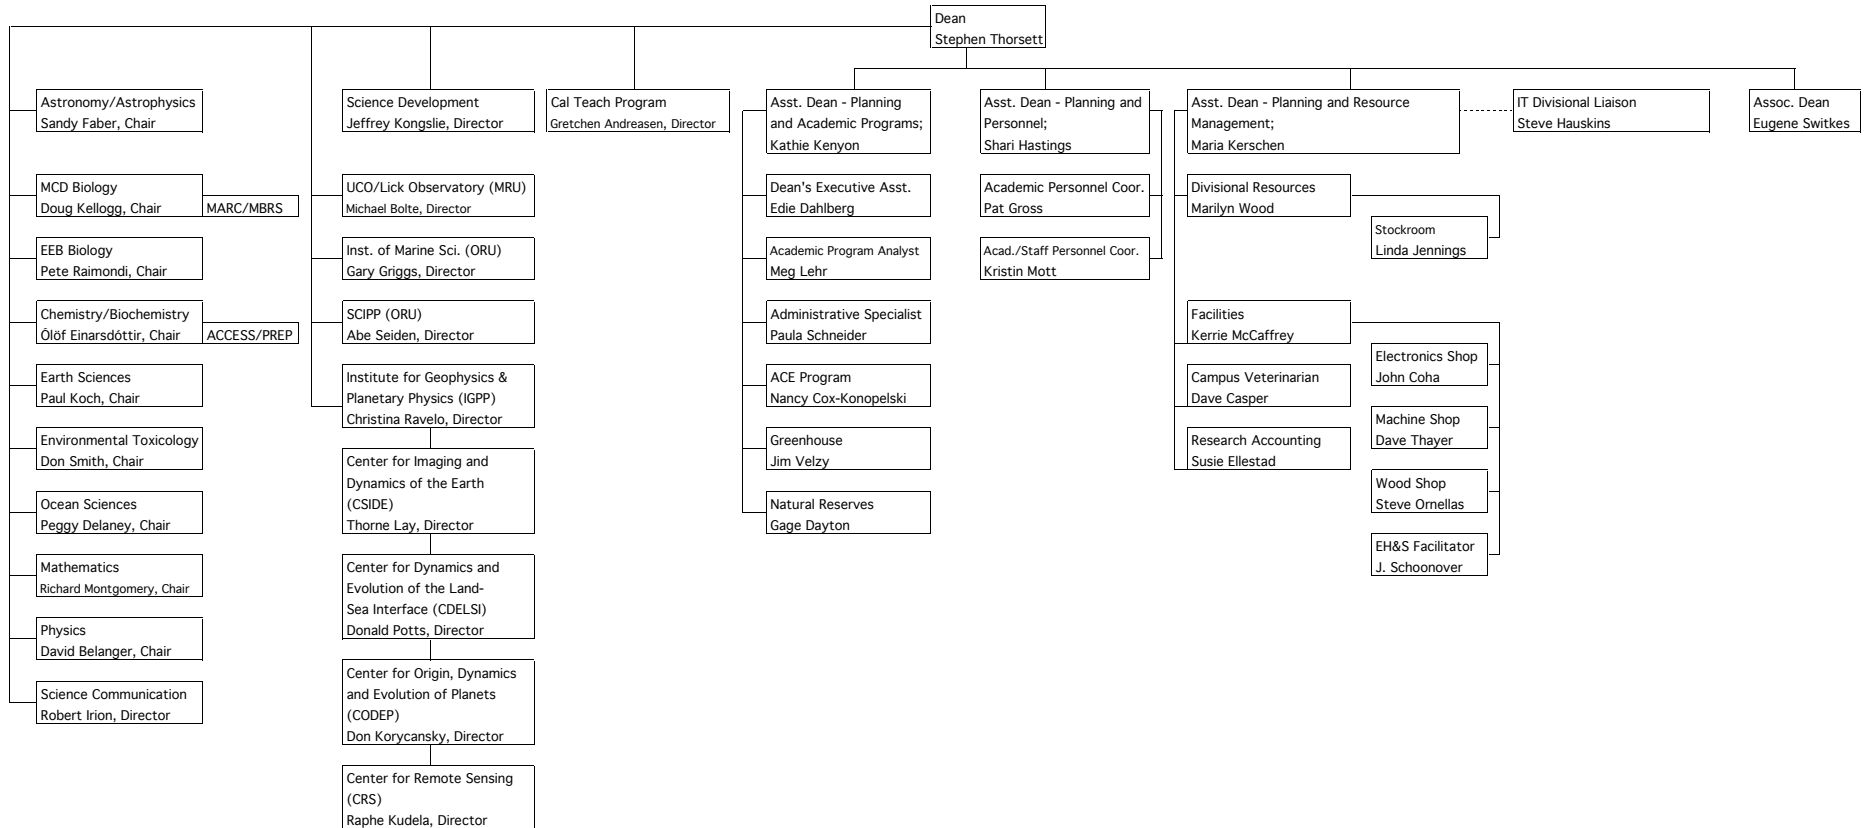 Dean
Stephen Thorsett
Astronomy/Astrophysics
Sandy Faber, Chair
MCD Biology
Doug Kellogg, Chair
MARC/MBRS
EEB Biology
Pete Raimondi, Chair
Chemistry/Biochemistry
Ólöf Einarsdóttir, Chair
ACCESS/PREP
Earth Sciences
Paul Koch, Chair
Environmental Toxicology
Don Smith, Chair
Ocean Sciences
Peggy Delaney, Chair
Mathematics
Richard Montgomery, Chair
Physics
David Belanger, Chair
Science Communication
Robert Irion, Director
Science Development
Jeffrey Kongslie, Director
UCO/Lick Observatory (MRU)
Michael Bolte, Director
Inst. of Marine Sci. (ORU)
Gary Griggs, Director
SCIPP (ORU)
Abe Seiden, Director
Institute for Geophysics &
Planetary Physics (IGPP)
Christina Ravelo, Director
Center for Imaging and
Dynamics of the Earth
(CSIDE)
Thorne Lay, Director
Center for Dynamics and
Evolution of the Land-
Sea Interface (CDELSI)
Donald Potts, Director
Center for Origin, Dynamics
and Evolution of Planets
(CODEP)
Don Korycansky, Director
Center for Remote Sensing
(CRS)
Raphe Kudela, Director
Cal Teach Program
Gretchen Andreasen, Director
Asst. Dean - Planning
and Academic Programs;
Kathie Kenyon
Dean's Executive Asst.
Edie Dahlberg
Academic Program Analyst
Meg Lehr
Administrative Specialist
Paula Schneider
ACE Program
Nancy Cox-Konopelski
Greenhouse
Jim Velzy
Natural Reserves
Gage Dayton
Asst. Dean - Planning and
Personnel;
Shari Hastings
Academic Personnel Coor.
Pat Gross
Acad./Staff Personnel Coor.
Kristin Mott
Asst. Dean - Planning and Resource
Management;
Maria Kerschen
Divisional Resources
Marilyn Wood
Stockroom
Linda Jennings
Facilities
Kerrie McCaffrey
Electronics Shop
John Coha
Machine Shop
Dave Thayer
Wood Shop
Steve Ornellas
EH&S Facilitator
J. Schoonover
Campus Veterinarian
Dave Casper
Research Accounting
Susie Ellestad
IT Divisional Liaison
Steve Hauskins
Assoc. Dean
Eugene Switkes